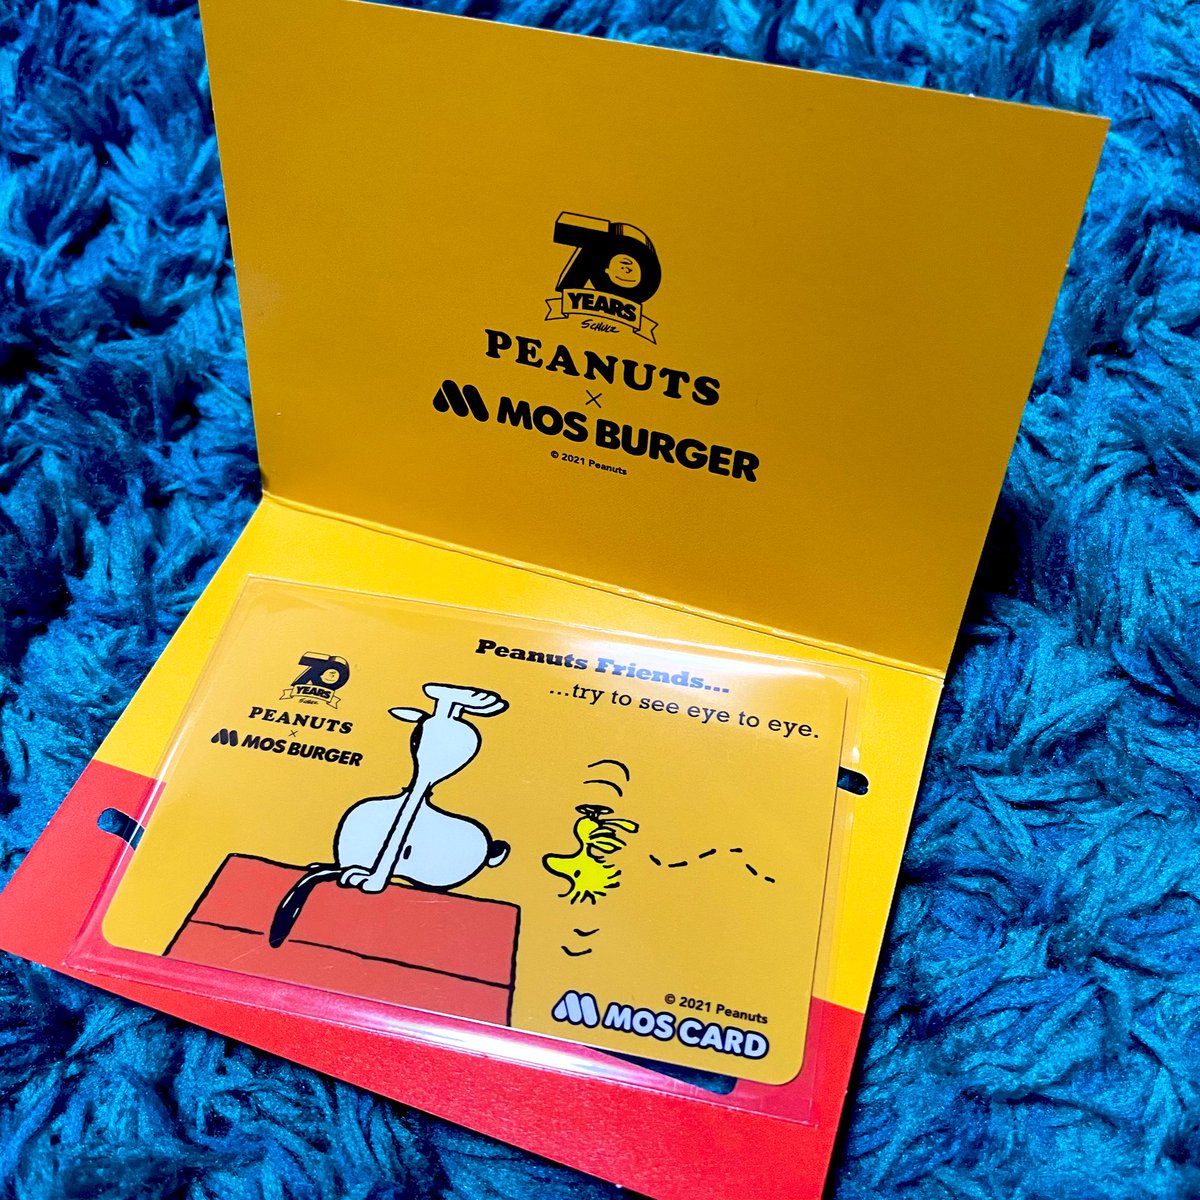 70
YEARS
SCHULZ
PEANUTS
×
MOS BURGER
© 2021 Peanuts
Peanuts Friends...
...try to see eye to eye.
70
YEARS
SCHULZ
PEANUTS
×
MOS BURGER
© 2021 Peanuts
MOS CARD